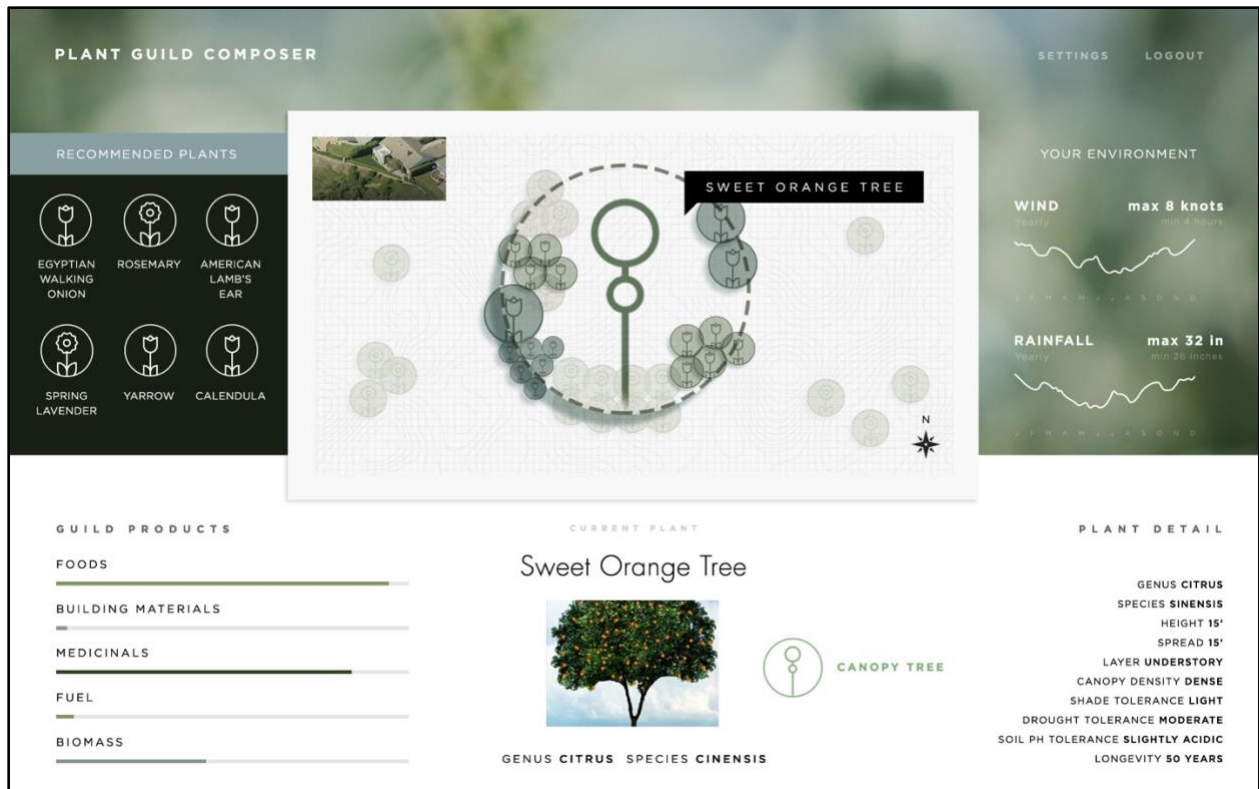 PLANT GUILD COMPOSER
SETTINGS LOGOUT
RECOMMENDED PLANTS
EGYPTIAN
WALKING
ONION
ROSEMARY
AMERICAN
LAMB'S
EAR
SPRING
LAVENDER
YARROW
CALENDULA
SWEET ORANGE TREE
N
YOUR ENVIRONMENT
WIND max 8 knots
Yearly min 4 hours
J F M A M J J A S O N D
RAINFALL max 32 in
Yearly min 26 inches
J F M A M J J A S O N D
GUILD PRODUCTS
FOODS
BUILDING MATERIALS
MEDICINALS
FUEL
BIOMASS
CURRENT PLANT
Sweet Orange Tree
CANOPY TREE
GENUS CITRUS SPECIES CINENSIS
PLANT DETAIL
GENUS CITRUS
SPECIES SINENSIS
HEIGHT 15'
SPREAD 15'
LAYER UNDERSTORY
CANOPY DENSITY DENSE
SHADE TOLERANCE LIGHT
DROUGHT TOLERANCE MODERATE
SOIL PH TOLERANCE SLIGHTLY ACIDIC
LONGEVITY 50 YEARS